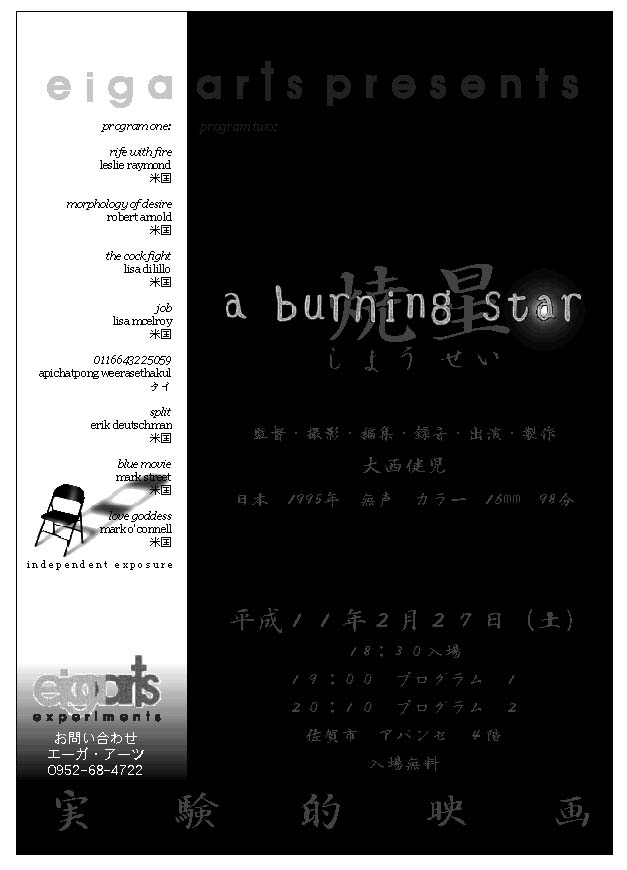 eiga arts presents
program one:
rife with fire
leslie raymond
米国
morphology of desire
robert arnold
米国
the cockfight
lisa dilillo
米国
job
lisa mcelroy
米国
0116643225059
apichatpong weerasethakul
タイ
split
erik deutschman
米国
blue movie
mark street
米国
love goddess
mark o'connell
米国
independent exposure
eiga arts
experiments
お問い合わせ
エーガ・アーツ
0952-68-4722
program two:
焼星
a burning star
しょうせい
監督・撮影・編集・録音・出演・製作
大西健児
日本 1995年 無声 カラー 16mm 98分
平成11年2月27日(土)
18:30入場
19:00 プログラム 1
20:10 プログラム 2
佐賀市 アバンセ 4階
入場無料
実験的映画